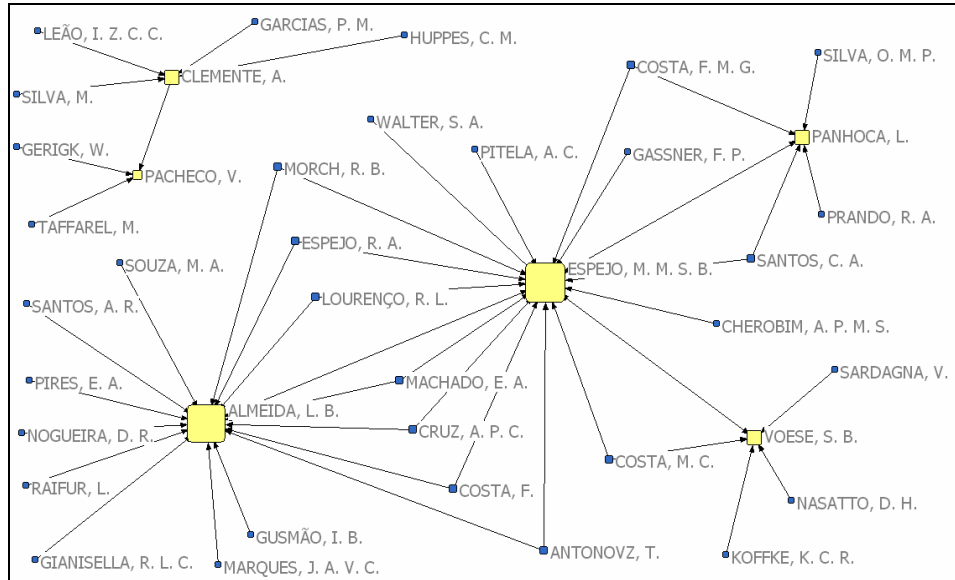 LEÃO, I. Z. C. C.
GARCIAS, P. M.
HUPPES, C. M.
SILVA, O. M. P.
COSTA, F. M. G.
CLEMENTE, A.
SILVA, M.
WALTER, S. A.
PANHOCA, L.
GERIGK, W.
PITELA, A. C.
GASSNER, F. P.
MORCH, R. B.
PACHECO, V.
PRANDO, R. A.
TAFFAREL, M.
ESPEJO, R. A.
SOUZA, M. A.
ESPEJO, M. M. S. B.
SANTOS, C. A.
LOURENÇO, R. L.
SANTOS, A. R.
CHEROBIM, A. P. M. S.
SARDAGNA, V.
PIRES, E. A.
MACHADO, E. A.
ALMEIDA, L. B.
NOGUEIRA, D. R.
CRUZ, A. P. C.
VOESE, S. B.
COSTA, M. C.
RAIFUR, L.
COSTA, F.
NASATTO, D. H.
GUSMÃO, I. B.
ANTONOVZ, T.
KOFFKE, K. C. R.
GIANISELLA, R. L. C.
MARQUES, J. A. V. C.